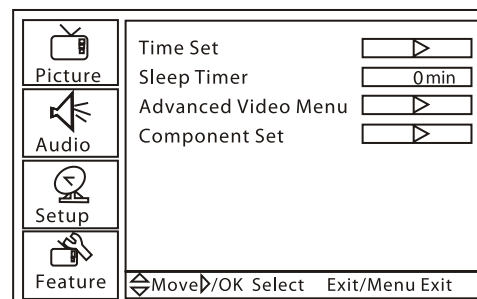 Picture
Audio
Setup
Feature
Time Set
Sleep Timer 0min
Advanced Video Menu
Component Set
Move /OK Select Exit/Menu Exit